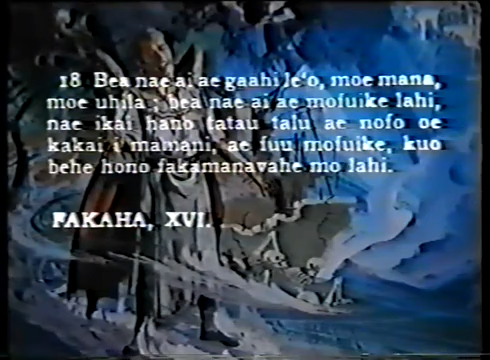 18 Bea nae ai ae gaahi le'o, moe mana,
moe uhila ; bea nae ai ae mofuike lahi,
nae ikai hano tatau talu ae nofo oe
kakai i mamani, ae fuu mofuike, kuo
behe hono fakamanavahe mo lahi.
FAKAHA, XVI.